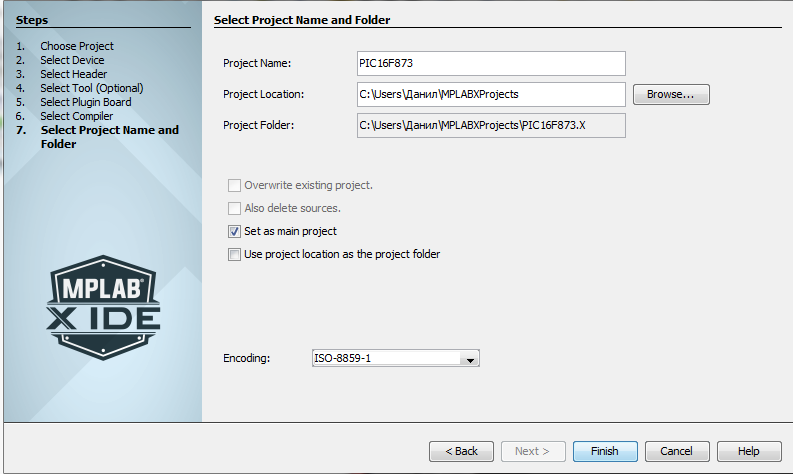 Steps
1. Choose Project
2. Select Device
3. Select Header
4. Select Tool (Optional)
5. Select Plugin Board
6. Select Compiler
7. Select Project Name and
Folder
MPLAB®
X IDE
Select Project Name and Folder
Project Name: PIC16F873
Project Location: C:\Users\Данил\MPLABXProjects Browse...
Project Folder: C:\Users\Данил\MPLABXProjects\PIC16F873.X
Overwrite existing project.
Also delete sources.
Set as main project
Use project location as the project folder
Encoding: ISO-8859-1
< Back Next > Finish Cancel Help